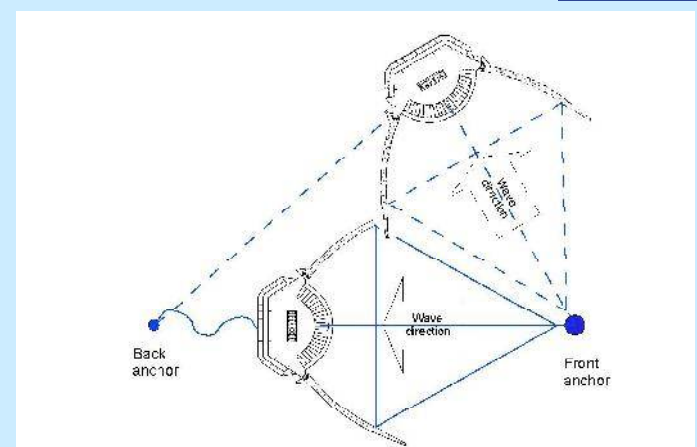 Wave
direction
Wave
direction
Back
anchor
Front
anchor